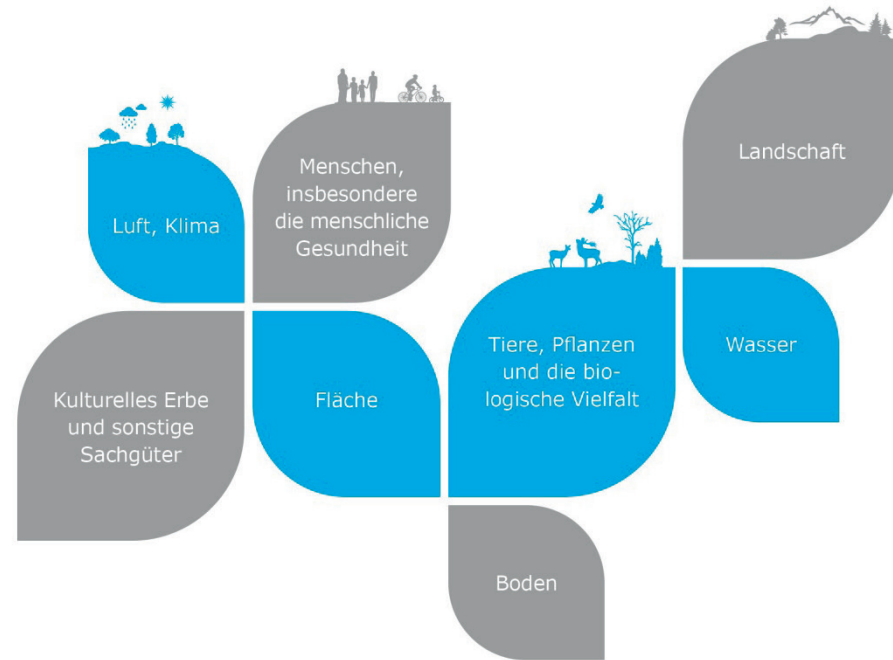 Luft, Klima
Menschen,
insbesondere
die menschliche
Gesundheit
Landschaft
Kulturelles Erbe
und sonstige
Sachgüter
Fläche
Tiere, Pflanzen
und die bio-
logische Vielfalt
Wasser
Boden